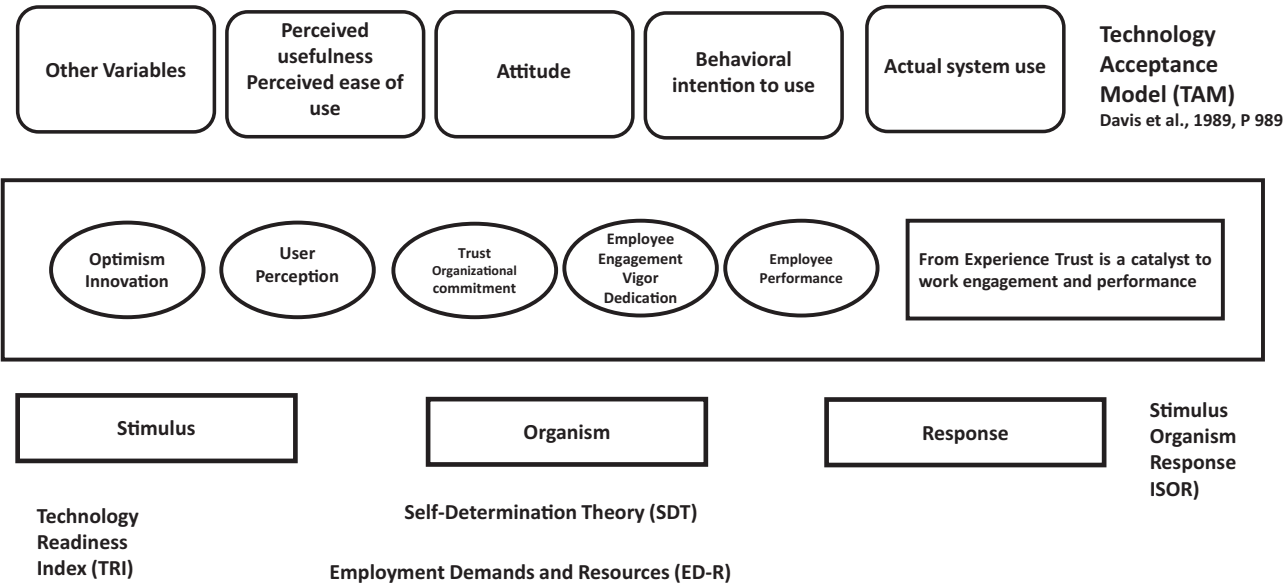 Other Variables
Perceived
usefulness
Perceived ease of
use
Attitude
Behavioral
intention to use
Actual system use
Technology
Acceptance
Model (TAM)
Davis et al., 1989, P 989
Optimism
Innovation
User
Perception
Trust
Organizational
commitment
Employee
Engagement
Vigor
Dedication
Employee
Performance
From Experience Trust is a catalyst to
work engagement and performance
Stimulus
Organism
Response
Stimulus
Organism
Response
ISOR)
Technology
Readiness
Index (TRI)
Self-Determination Theory (SDT)
Employment Demands and Resources (ED-R)